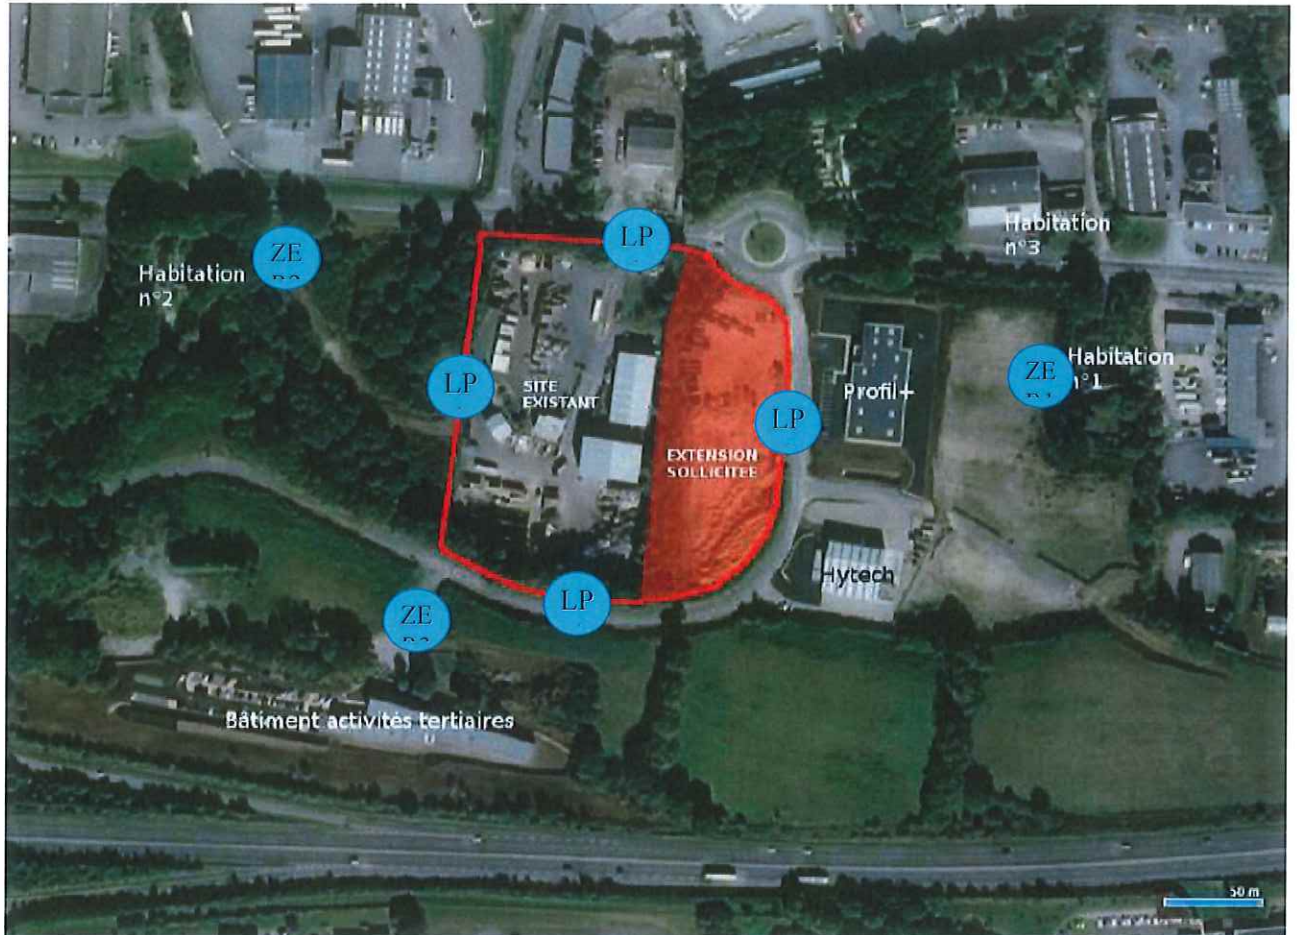 LP
Habitation
n°3
ZE
Habitation
n°2
ZE
Habitation
n°1
LP
SITE
EXISTANT
Profil+
LP
EXTENSION
SOLLICITEE
Hytech
LP
ZE
Bâtiment activités tertiaires
50 m